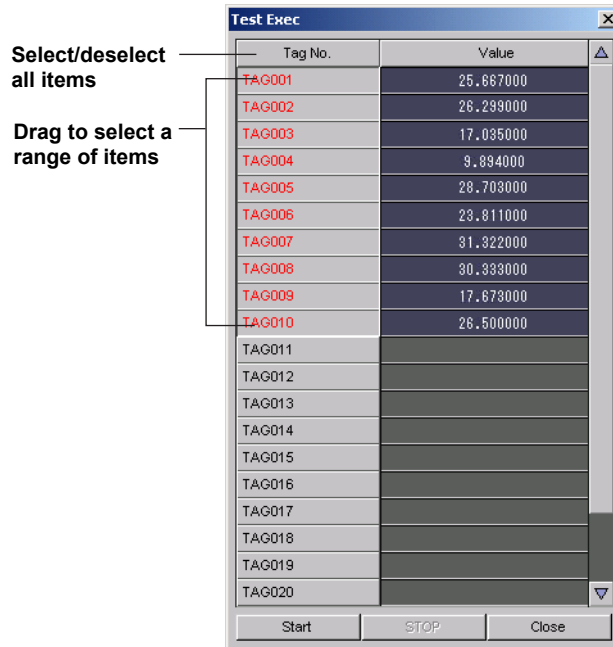 Test Exec
Select/deselect
all items
Drag to select a
range of items
Tag No. Value
TAG001 25.667000
TAG002 26.299000
TAG003 17.035000
TAG004 9.894000
TAG005 28.703000
TAG006 23.811000
TAG007 31.322000
TAG008 30.333000
TAG009 17.673000
TAG010 26.500000
TAG011
TAG012
TAG013
TAG014
TAG015
TAG016
TAG017
TAG018
TAG019
TAG020
Start STOP Close